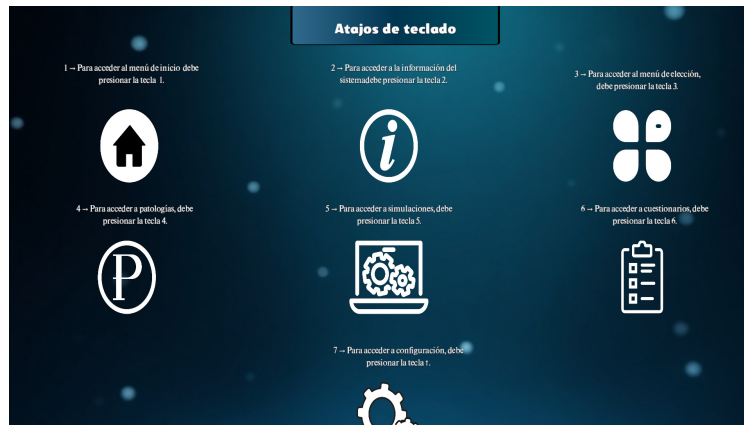 Atajos de teclado
1 → Para acceder al menú de inicio debe
presionar la tecla 1.
2 → Para acceder a la información del
sistemadebe presionar la tecla 2.
3 → Para acceder al menú de elección,
debe presionar la tecla 3.
4 → Para acceder a patologías, debe
presionar la tecla 4.
5 → Para acceder a simulaciones, debe
presionar la tecla 5.
6 → Para acceder a cuestionarios, debe
presionar la tecla 6.
i
P
7 → Para acceder a configuración, debe
presionar la tecla ↑.